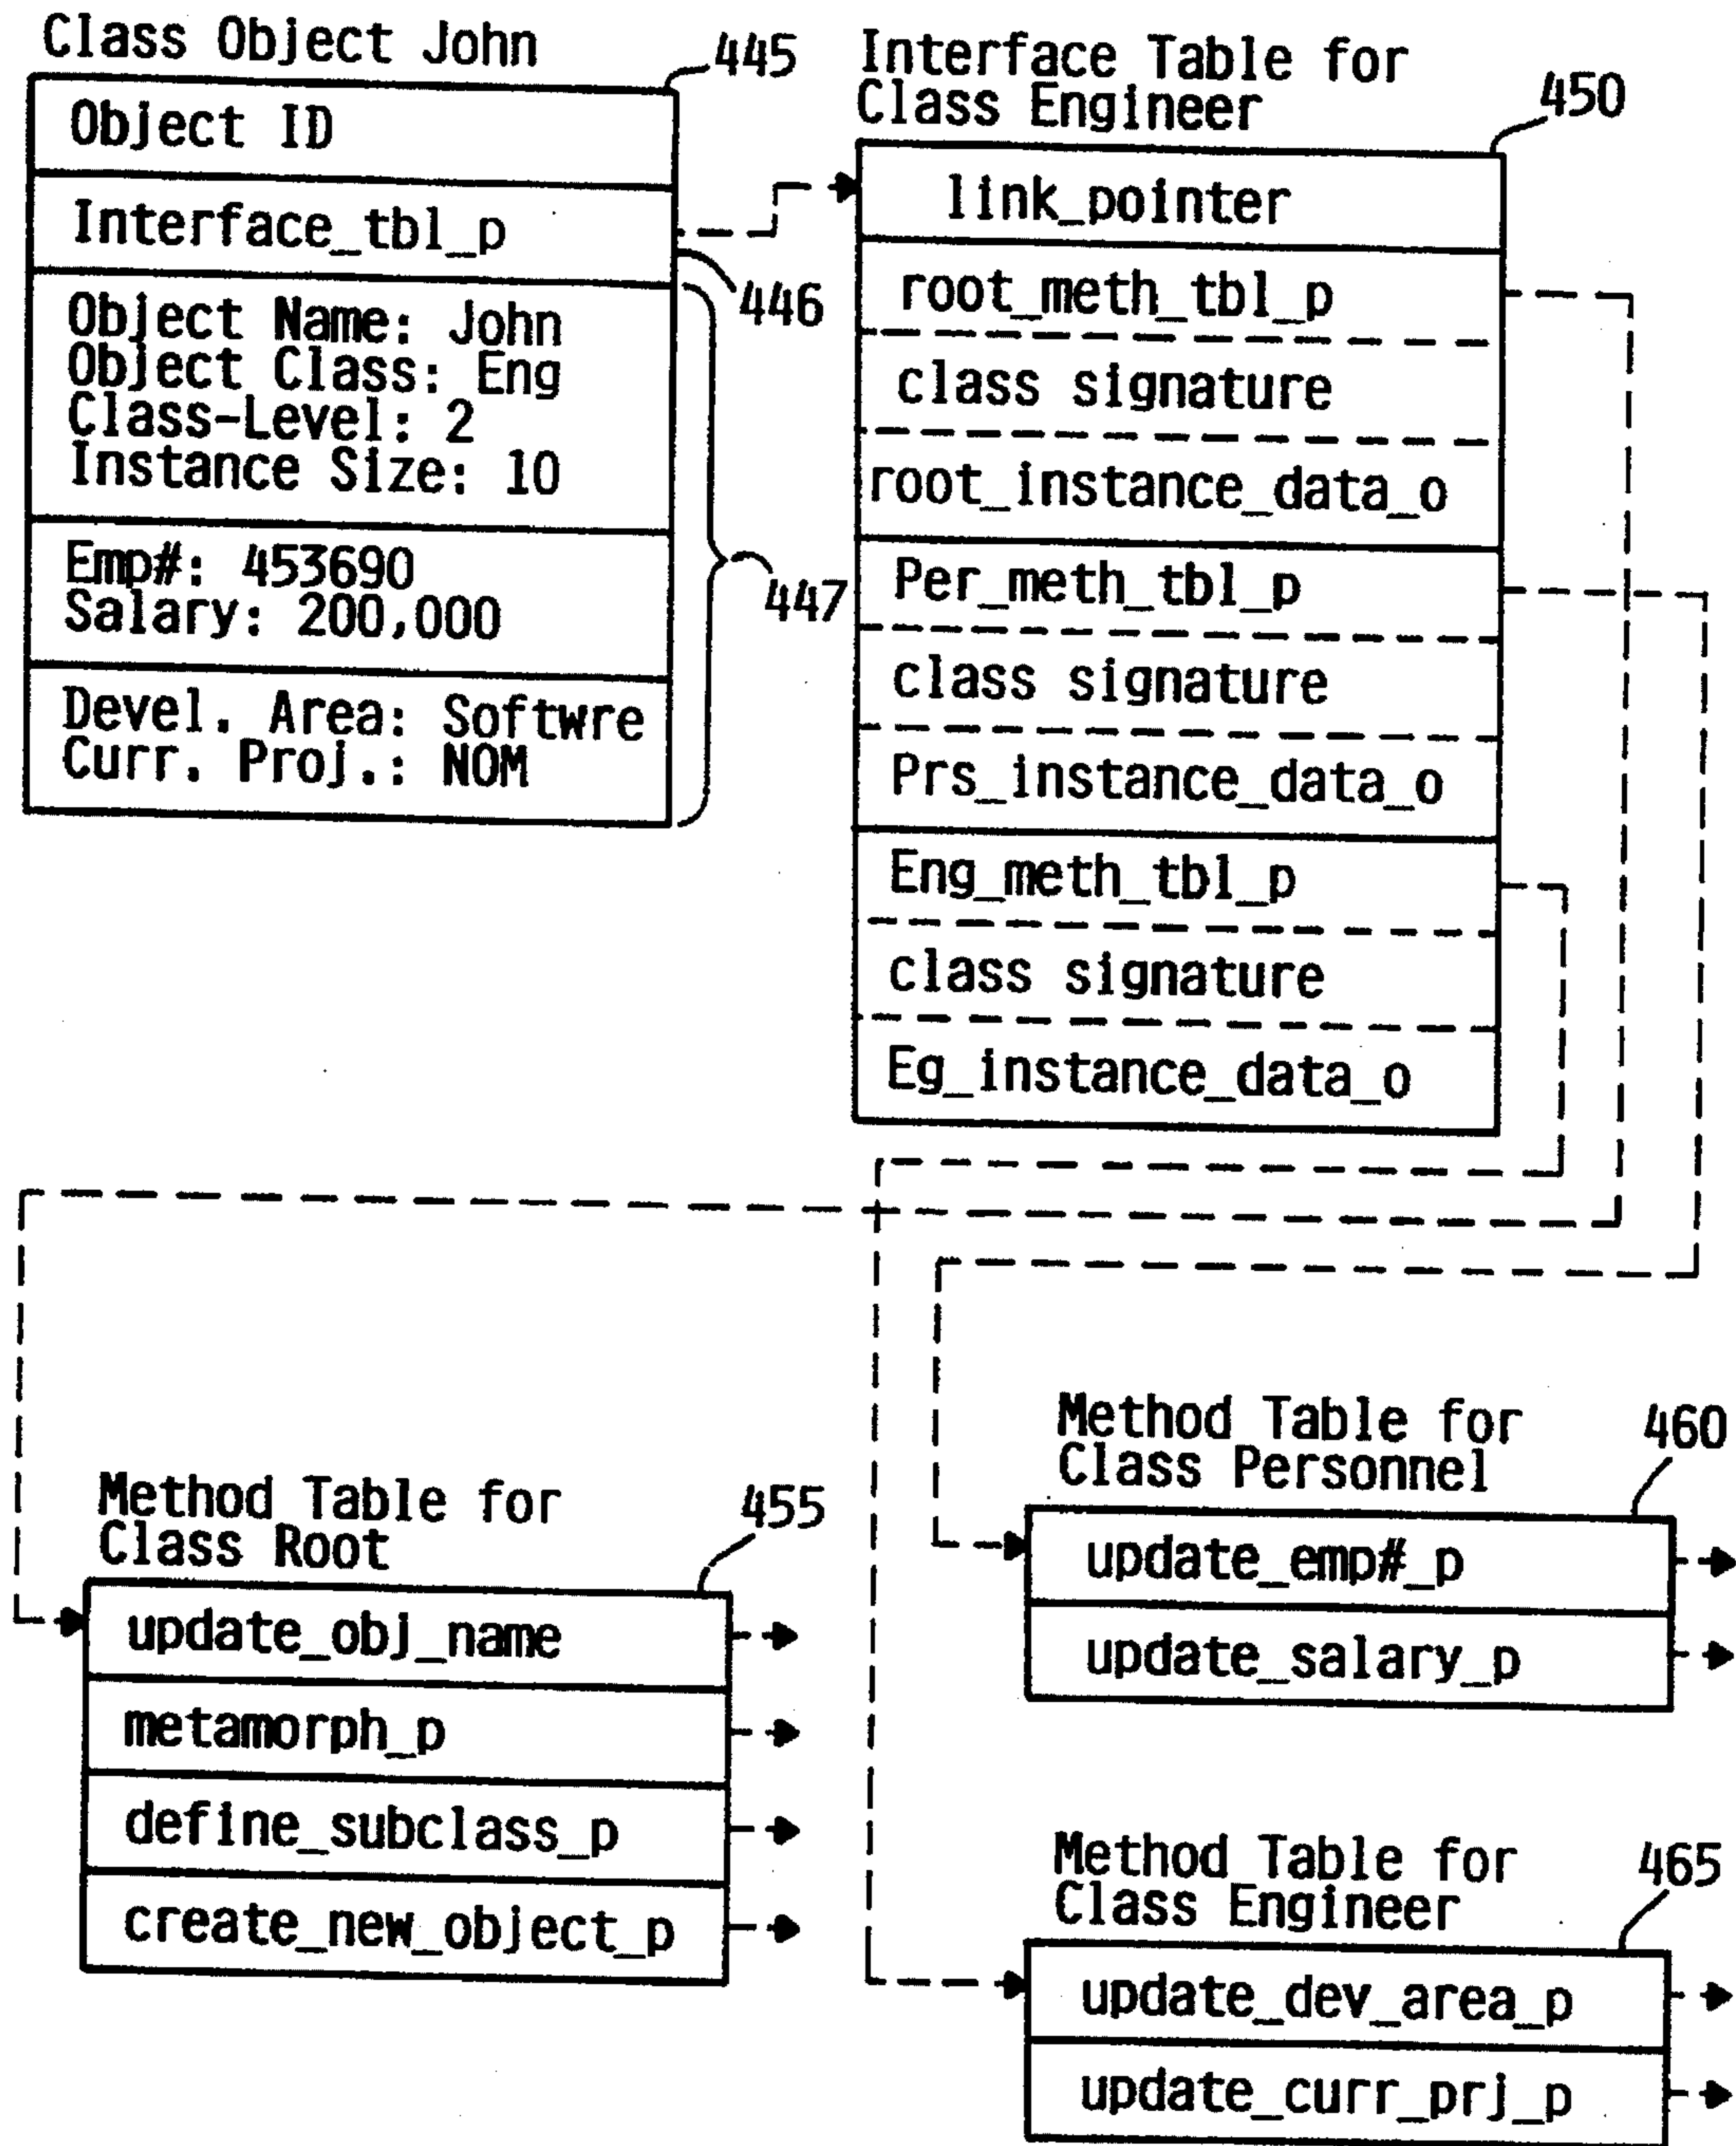 Class Object John
445
Object ID
Interface_tbl_p
446
Object Name: John
Object Class: Eng
Class-Level: 2
Instance Size: 10
Emp#: 453690
Salary: 200,000
447
Devel. Area: Softwre
Curr. Proj.: NOM
Interface Table for
Class Engineer
450
link_pointer
root_meth_tbl_p
class signature
root_instance_data_o
Per_meth_tbl_p
class signature
Prs_instance_data_o
Eng_meth_tbl_p
class signature
Eg_instance_data_o
Method Table for
Class Root
455
update_obj_name
metamorph_p
define_subclass_p
create_new_object_p
Method Table for
Class Personnel
460
update_emp#_p
update_salary_p
Method Table for
Class Engineer
465
update_dev_area_p
update_curr_prj_p